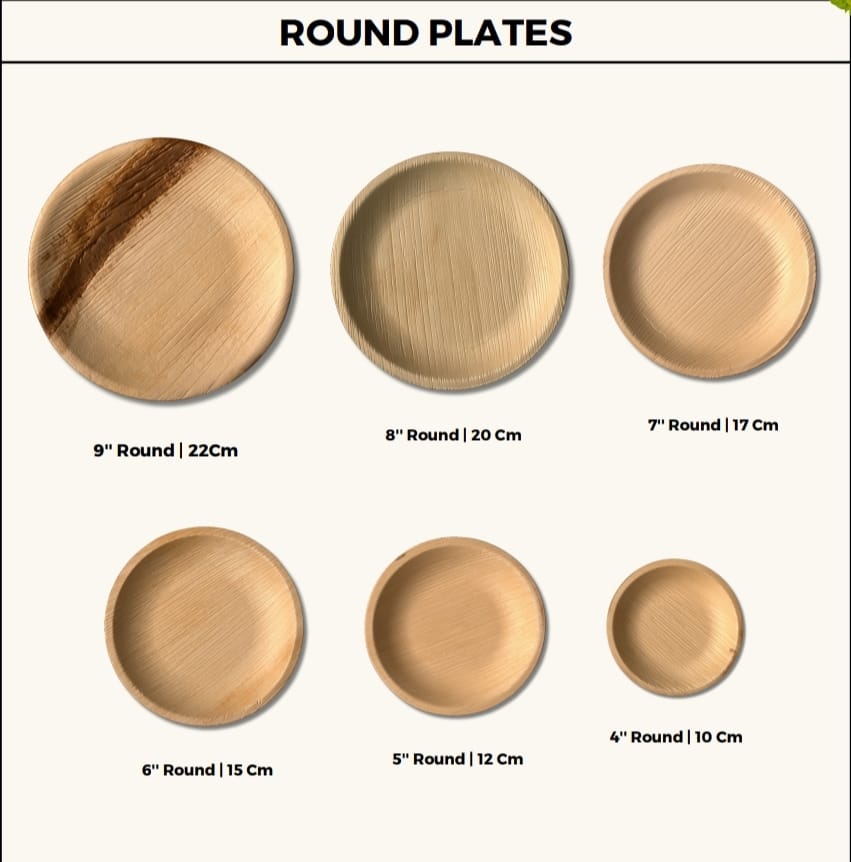 ROUND PLATES
9" Round | 22Cm
8" Round | 20 Cm
7" Round | 17 Cm
6" Round | 15 Cm
5" Round | 12 Cm
4" Round | 10 Cm